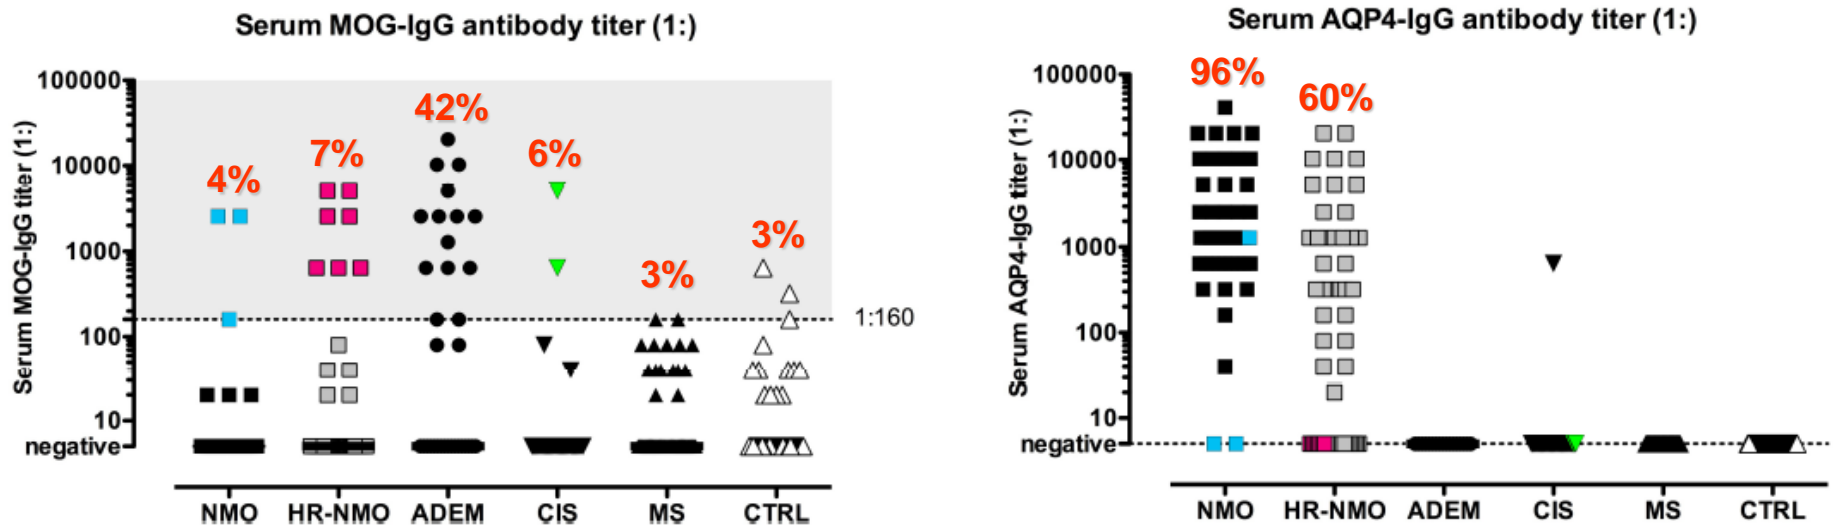 Serum MOG-IgG antibody titer (1:)
Serum MOG-IgG titer (1:)
100000
10000
1000
100
10
negative
4%
7%
42%
6%
3%
3%
1:160
NMO HR-NMO ADEM CIS MS CTRL
Serum AQP4-IgG antibody titer (1:)
Serum AQP4-IgG titer (1:)
100000
10000
1000
100
10
negative
96%
60%
NMO HR-NMO ADEM CIS MS CTRL